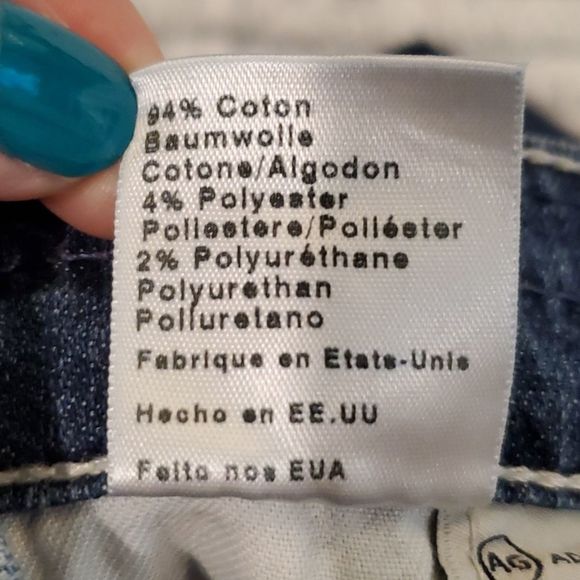 94% Coton
Baumwolle
Cotone/Algodon
4% Polyester
Poliestere/Poliéster
2% Polyuréthane
Polyurethan
Poliuretano
Fabrique en Etats-Unis
Hecho en EE.UU
Feito nos EUA
AG